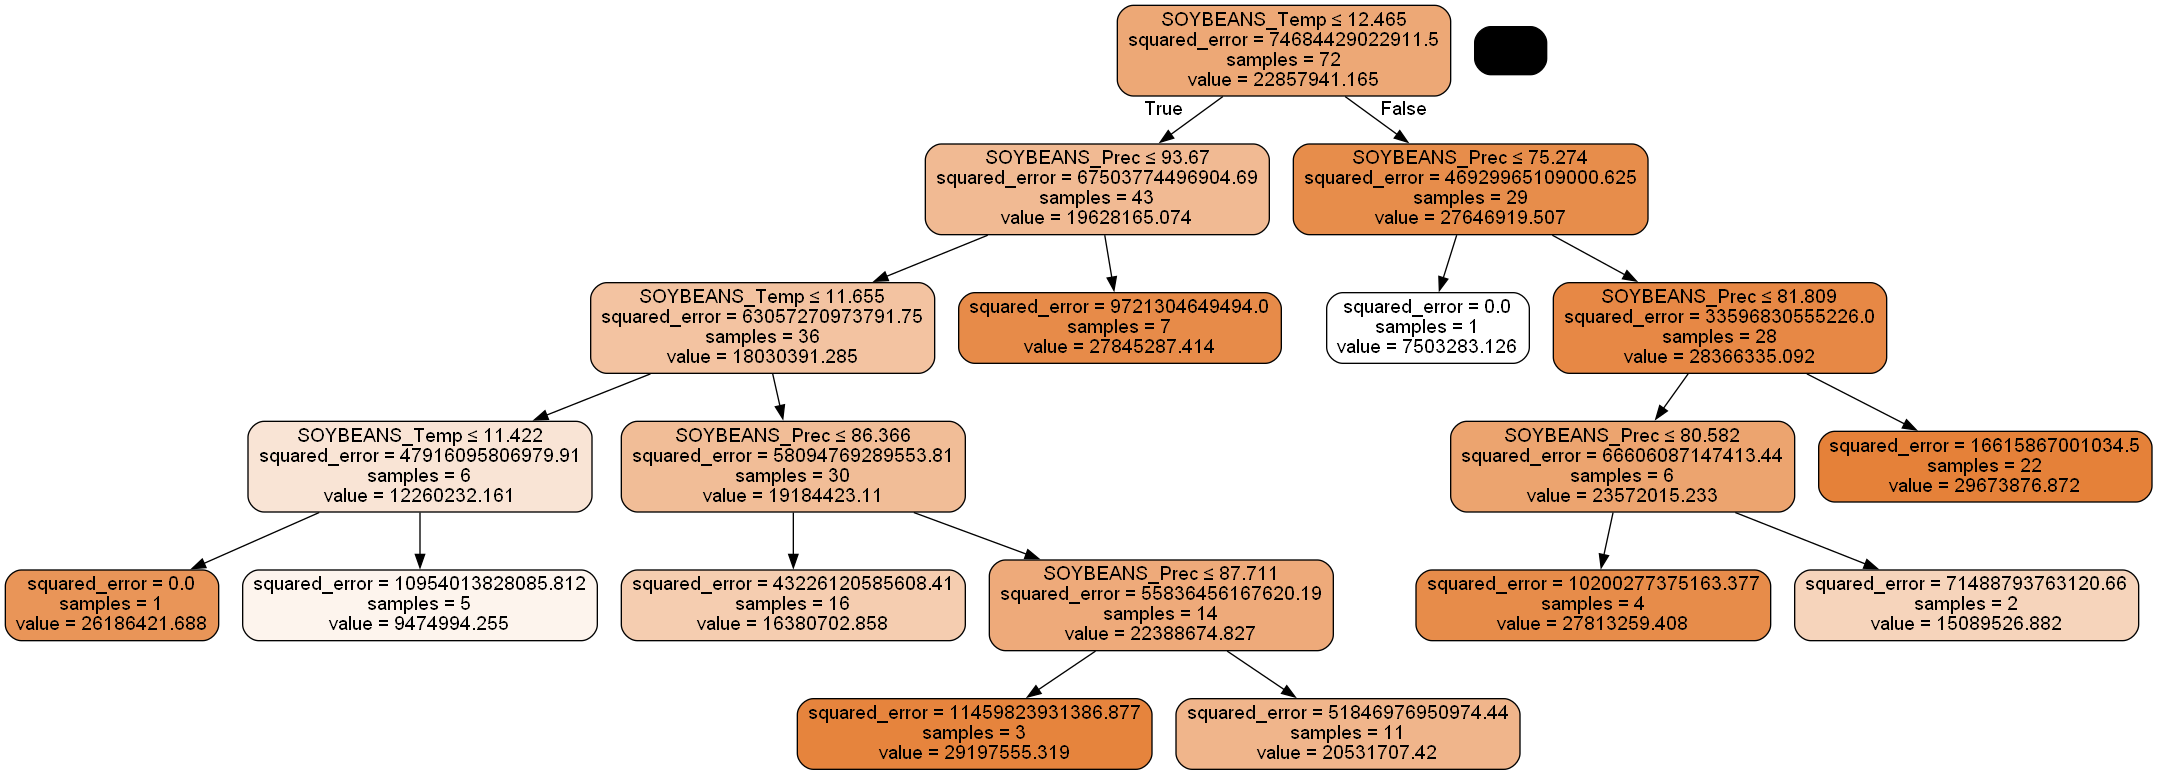 SOYBEANS_Temp ≤ 12.465
squared_error = 74684429022911.5
samples = 72
value = 22857941.165
True
False
SOYBEANS_Prec ≤ 93.67
squared_error = 67503774496904.69
samples = 43
value = 19628165.074
SOYBEANS_Prec ≤ 75.274
squared_error = 46929965109000.625
samples = 29
value = 27646919.507
SOYBEANS_Temp ≤ 11.655
squared_error = 63057270973791.75
samples = 36
value = 18030391.285
squared_error = 9721304649494.0
samples = 7
value = 27845287.414
squared_error = 0.0
samples = 1
value = 7503283.126
SOYBEANS_Prec ≤ 81.809
squared_error = 33596830555226.0
samples = 28
value = 28366335.092
SOYBEANS_Temp ≤ 11.422
squared_error = 47916095806979.91
samples = 6
value = 12260232.161
SOYBEANS_Prec ≤ 86.366
squared_error = 58094769289553.81
samples = 30
value = 19184423.11
SOYBEANS_Prec ≤ 80.582
squared_error = 66606087147413.44
samples = 6
value = 23572015.233
squared_error = 16615867001034.5
samples = 22
value = 29673876.872
squared_error = 0.0
samples = 1
value = 26186421.688
squared_error = 10954013828085.812
samples = 5
value = 9474994.255
squared_error = 43226120585608.41
samples = 16
value = 16380702.858
SOYBEANS_Prec ≤ 87.711
squared_error = 55836456167620.19
samples = 14
value = 22388674.827
squared_error = 10200277375163.377
samples = 4
value = 27813259.408
squared_error = 71488793763120.66
samples = 2
value = 15089526.882
squared_error = 11459823931386.877
samples = 3
value = 29197555.319
squared_error = 51846976950974.44
samples = 11
value = 20531707.42